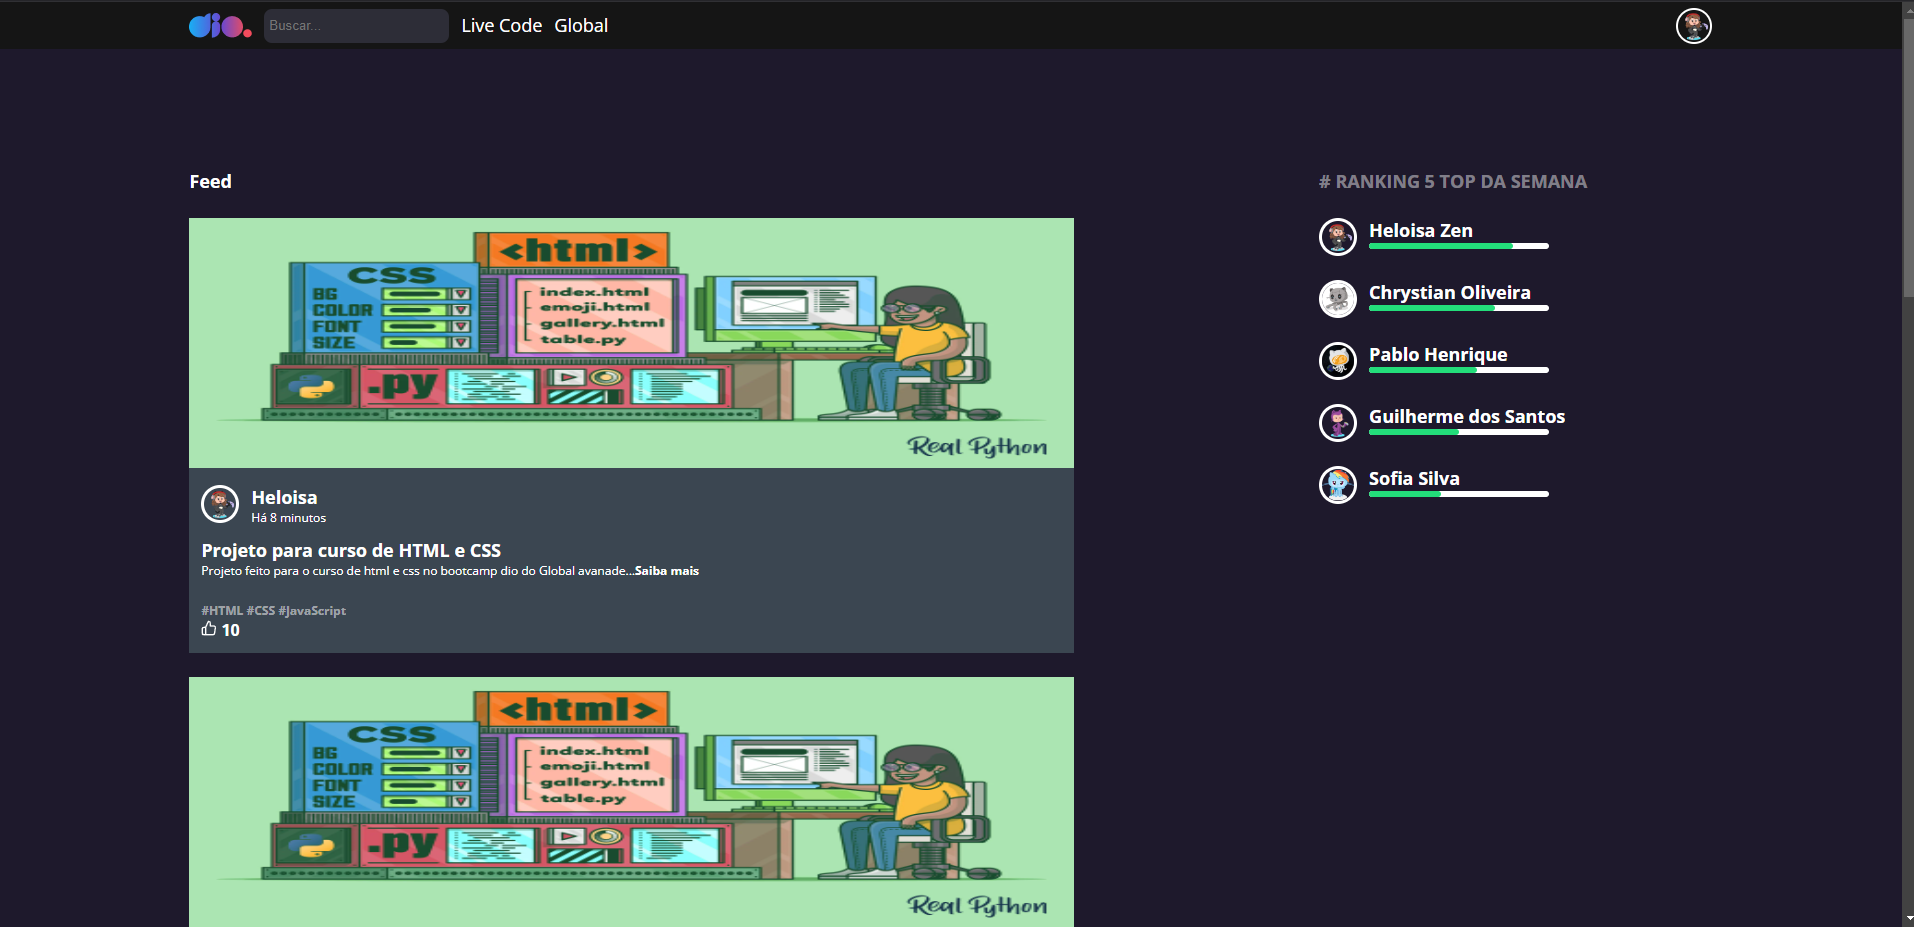 dio.
Buscar...
Live Code
Global
Feed
<html>
CSS
BG
COLOR
FONT
SIZE
index.html
emoji.html
gallery.html
table.py
.py
Real Python
Heloisa
Há 8 minutos
Projeto para curso de HTML e CSS
Projeto feito para o curso de html e css no bootcamp dio do Global avanade...Saiba mais
#HTML #CSS #JavaScript
10
<html>
CSS
BG
COLOR
FONT
SIZE
index.html
emoji.html
gallery.html
table.py
.py
Real Python
# RANKING 5 TOP DA SEMANA
Heloisa Zen
Chrystian Oliveira
Pablo Henrique
Guilherme dos Santos
Sofia Silva